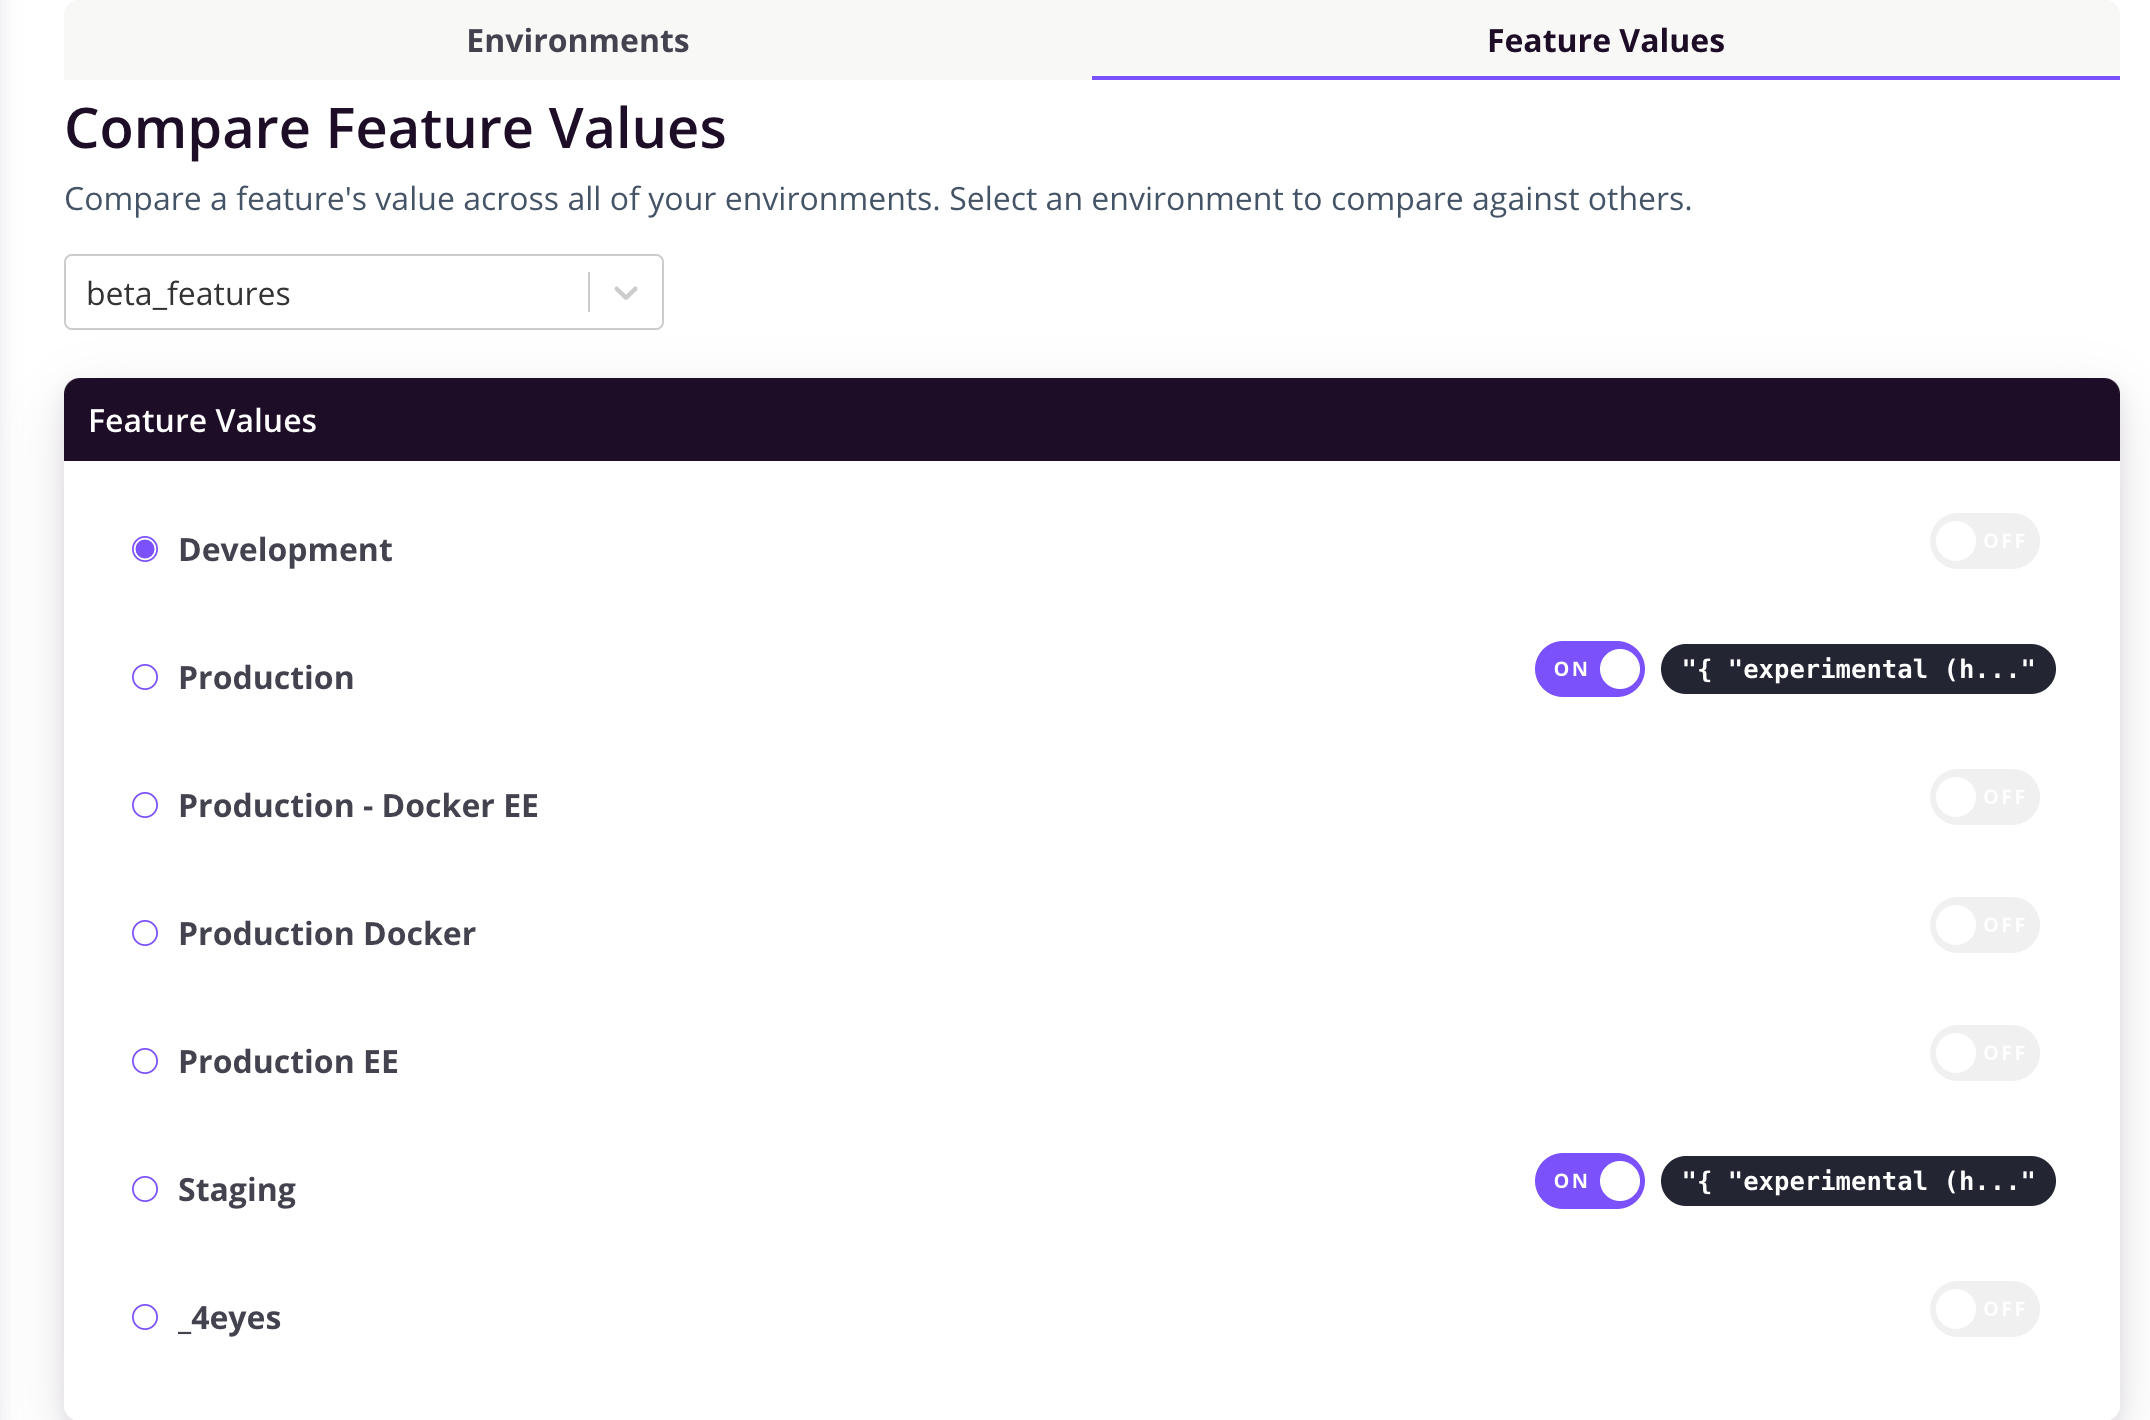 Environments
Feature Values
Compare Feature Values
Compare a feature's value across all of your environments. Select an environment to compare against others.
beta_features
Feature Values
Development
OFF
Production
ON
"{ "experimental (h..."
Production - Docker EE
OFF
Production Docker
OFF
Production EE
OFF
Staging
ON
"{ "experimental (h..."
_4eyes
OFF